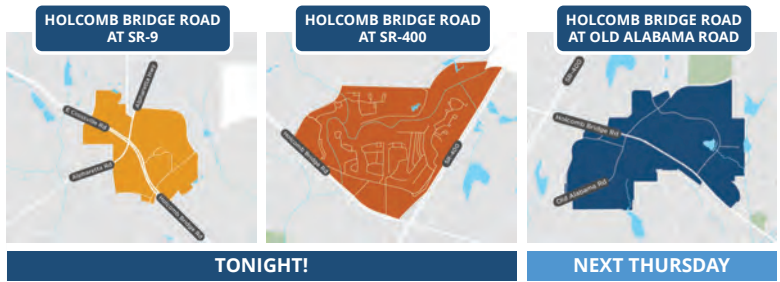 HOLCOMB BRIDGE ROAD
AT SR-9
HOLCOMB BRIDGE ROAD
AT SR-400
HOLCOMB BRIDGE ROAD
AT OLD ALABAMA ROAD
Alpharetta Hwy
E Crossville Rd
Alpharetta Rd
Holcomb Bridge Rd
Holcomb Bridge Rd
SR-400
SR-400
Holcomb Bridge Rd
Old Alabama Rd
TONIGHT!
NEXT THURSDAY